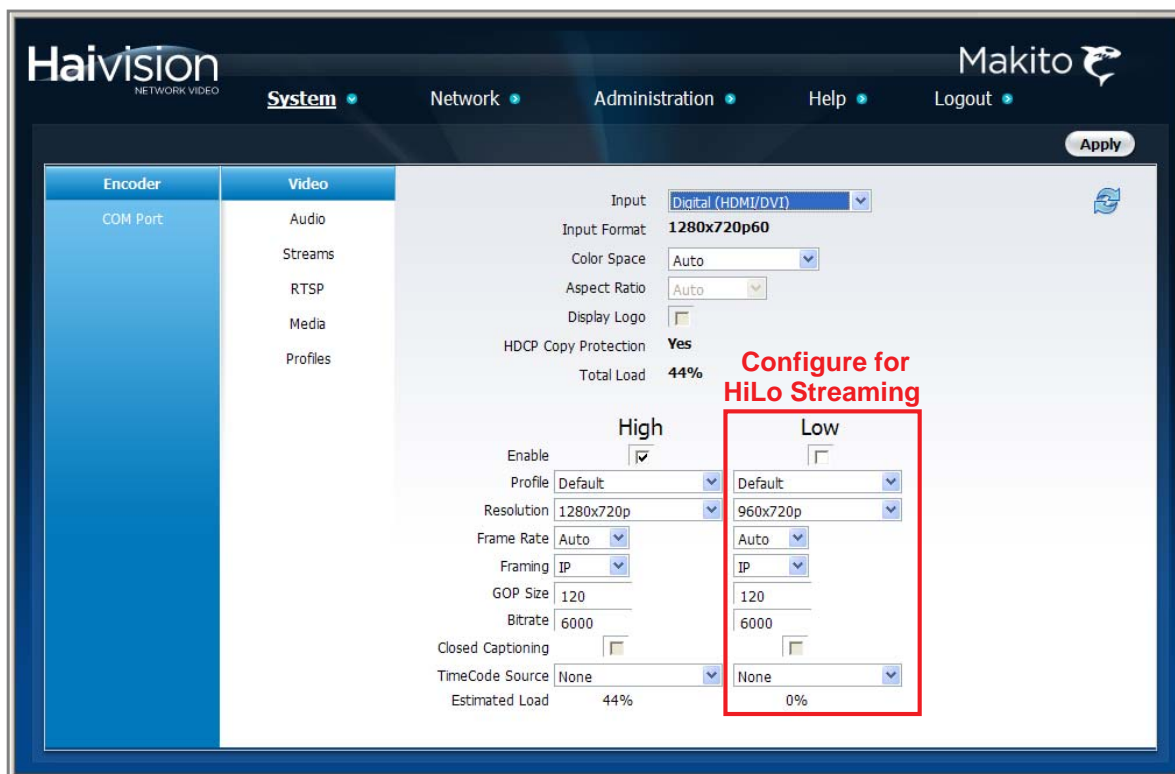 Haivision
NETWORK VIDEO
Makito
System
Network
Administration
Help
Logout
Apply
Encoder
COM Port
Video
Audio
Streams
RTSP
Media
Profiles
Input Digital (HDMI/DVI)
Input Format 1280x720p60
Color Space Auto
Aspect Ratio Auto
Display Logo
HDCP Copy Protection Yes
Total Load 44%
Configure for
HiLo Streaming
High Low
Enable
Profile Default Default
Resolution 1280x720p 960x720p
Frame Rate Auto Auto
Framing IP IP
GOP Size 120 120
Bitrate 6000 6000
Closed Captioning
TimeCode Source None None
Estimated Load 44% 0%